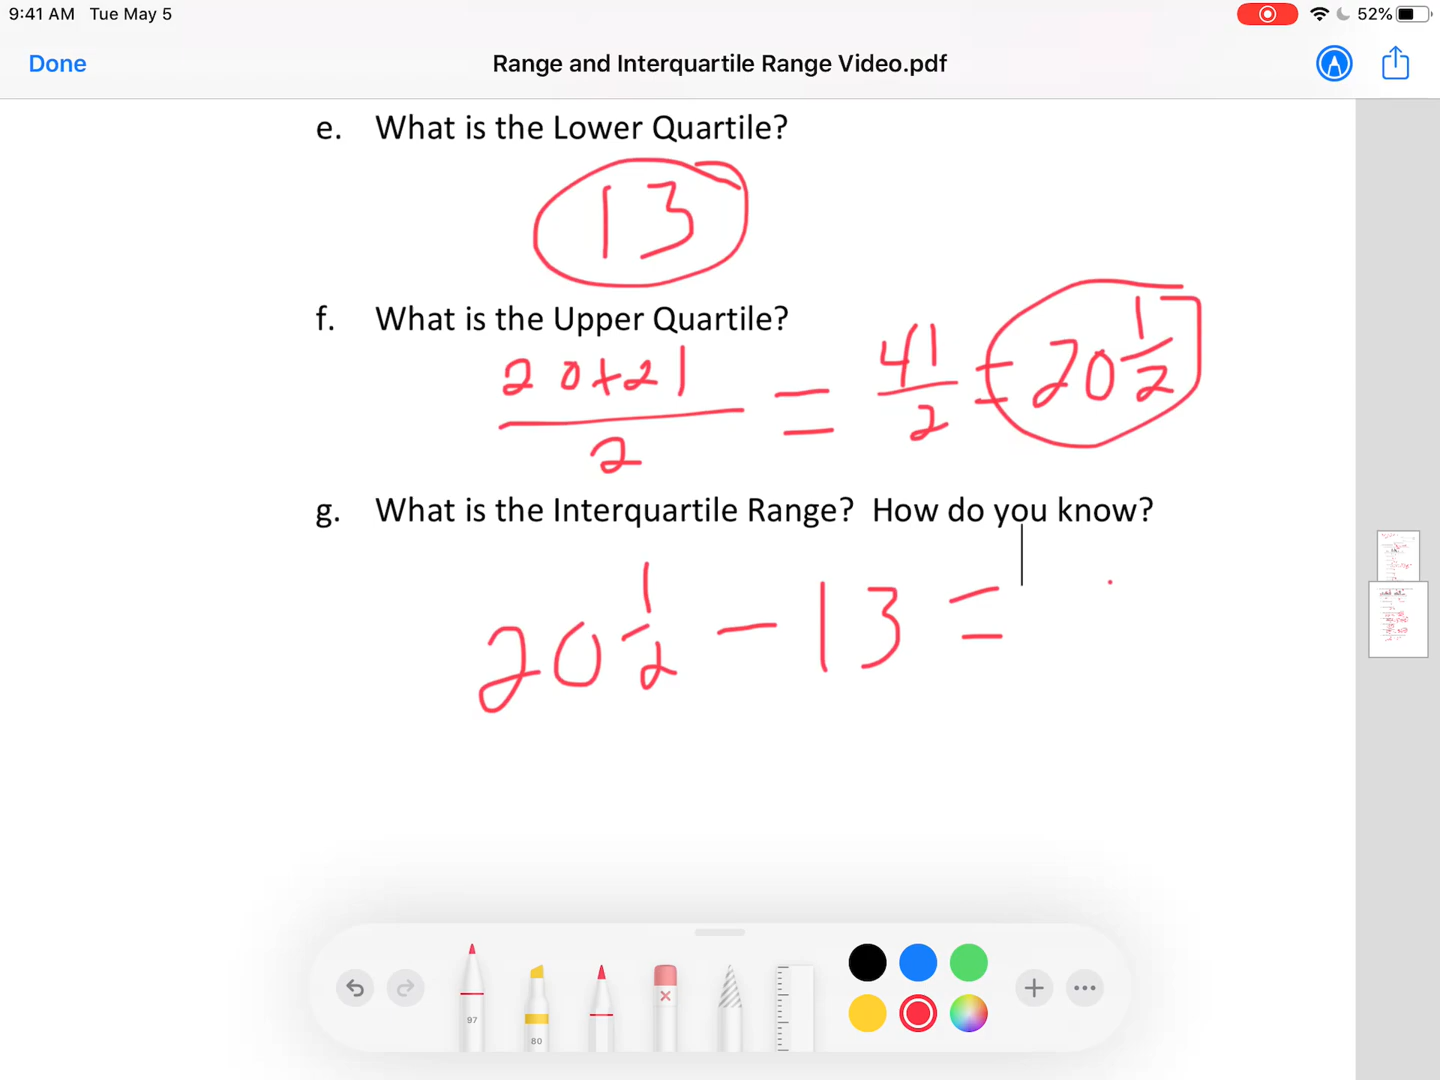 9:41 AM Tue May 5 52%
Done Range and Interquartile Range Video.pdf
e. What is the Lower Quartile?
13
f. What is the Upper Quartile?
20+21/2 = 41/2 = 20 1/2
g. What is the Interquartile Range? How do you know?
20 1/2 - 13 =
97
80